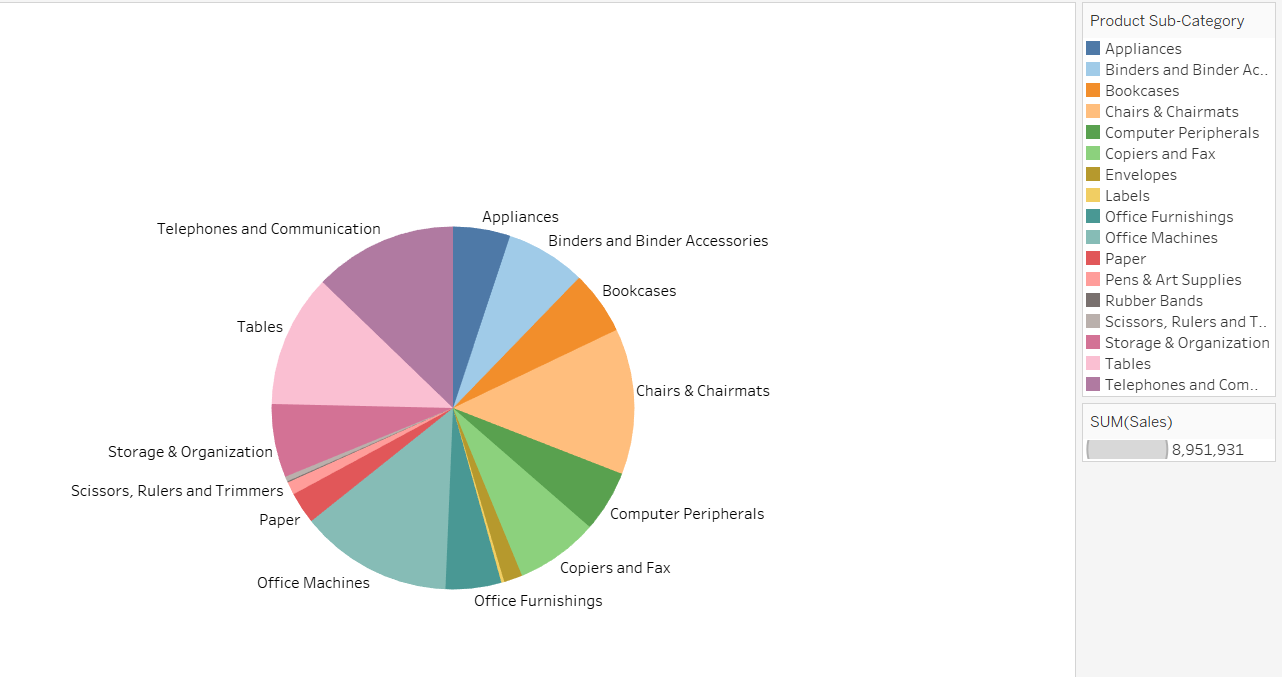 Product Sub-Category
Appliances
Binders and Binder Ac..
Bookcases
Chairs & Chairmats
Computer Peripherals
Copiers and Fax
Envelopes
Labels
Office Furnishings
Office Machines
Paper
Pens & Art Supplies
Rubber Bands
Scissors, Rulers and T..
Storage & Organization
Tables
Telephones and Com..
SUM(Sales)
8,951,931
Appliances
Telephones and Communication
Binders and Binder Accessories
Bookcases
Tables
Chairs & Chairmats
Storage & Organization
Scissors, Rulers and Trimmers
Computer Peripherals
Paper
Copiers and Fax
Office Machines
Office Furnishings